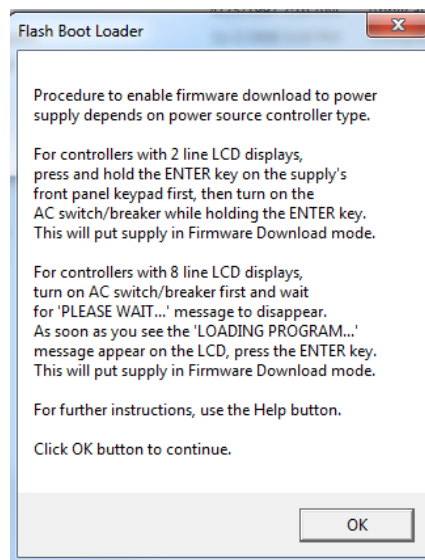 Flash Boot Loader
Procedure to enable firmware download to power
supply depends on power source controller type.
For controllers with 2 line LCD displays,
press and hold the ENTER key on the supply's
front panel keypad first, then turn on the
AC switch/breaker while holding the ENTER key.
This will put supply in Firmware Download mode.
For controllers with 8 line LCD displays,
turn on AC switch/breaker first and wait
for 'PLEASE WAIT...' message to disappear.
As soon as you see the 'LOADING PROGRAM...'
message appear on the LCD, press the ENTER key.
This will put supply in Firmware Download mode.
For further instructions, use the Help button.
Click OK button to continue.
OK